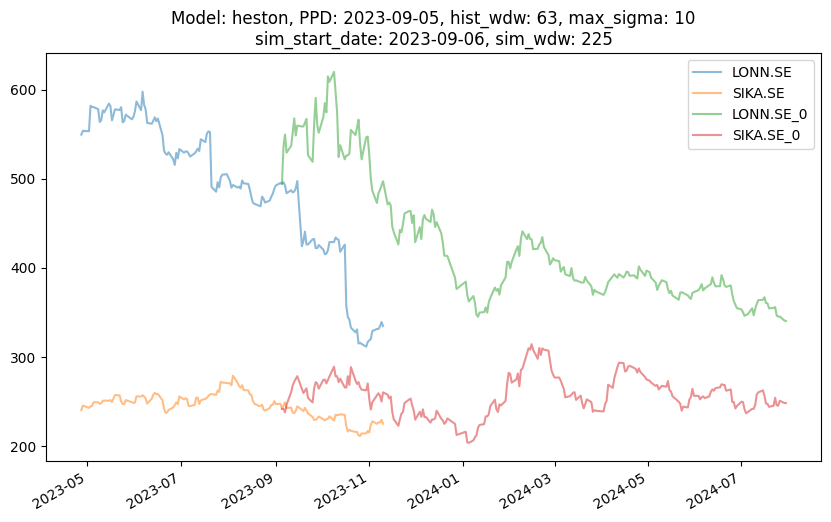 Model: heston, PPD: 2023-09-05, hist_wdw: 63, max_sigma: 10
sim_start_date: 2023-09-06, sim_wdw: 225
LONN.SE
SIKA.SE
LONN.SE_0
SIKA.SE_0
600
500
400
300
200
2023-05
2023-07
2023-09
2023-11
2024-01
2024-03
2024-05
2024-07